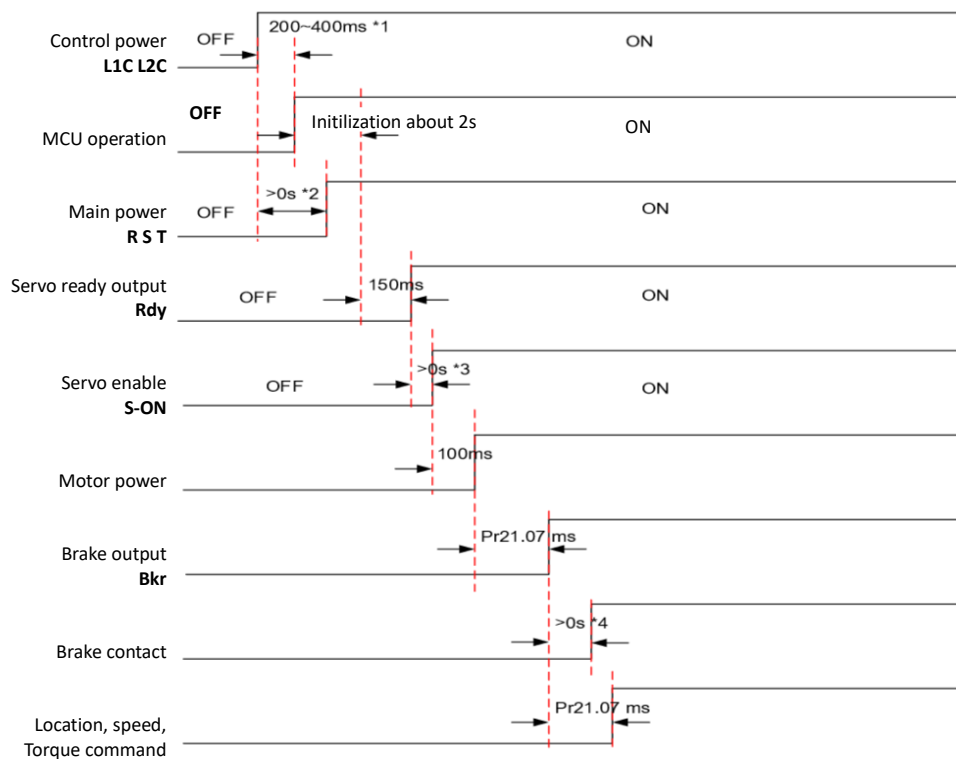 200~400ms *1
Control power
OFF
ON
L1C L2C
OFF
Initilization about 2s
ON
MCU operation
>0s *2
Main power
OFF
ON
R S T
Servo ready output
150ms
OFF
ON
Rdy
>0s *3
Servo enable
OFF
ON
S-ON
100ms
Motor power
Pr21.07 ms
Brake output
Bkr
>0s *4
Brake contact
Pr21.07 ms
Location, speed,
Torque command